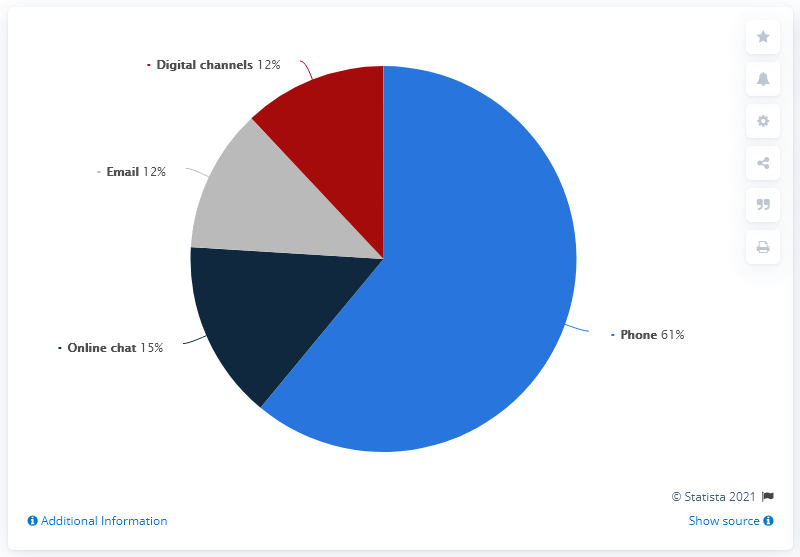 Digital channels 12%
Email 12%
Online chat 15%
Phone 61%
© Statista 2021
Additional Information
Show source